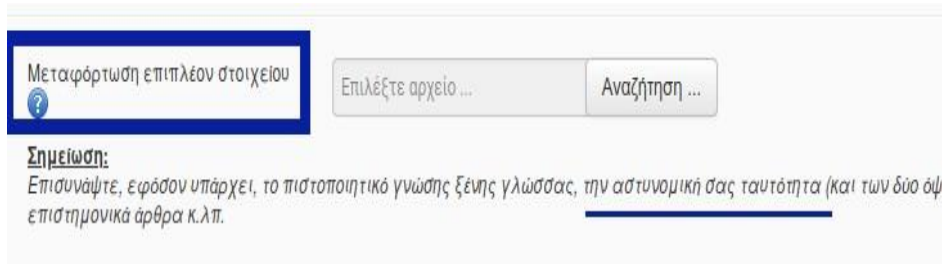 Μεταφόρτωση επιπλέον στοιχείου
?
Επιλέξτε αρχείο ...
Αναζήτηση ...
Σημείωση:
Επισυνάψτε, εφόσον υπάρχει, το πιστοποιητικό γνώσης ξένης γλώσσας, την αστυνομική σας ταυτότητα (και των δύο όψ
επιστημονικά άρθρα κ.λπ.